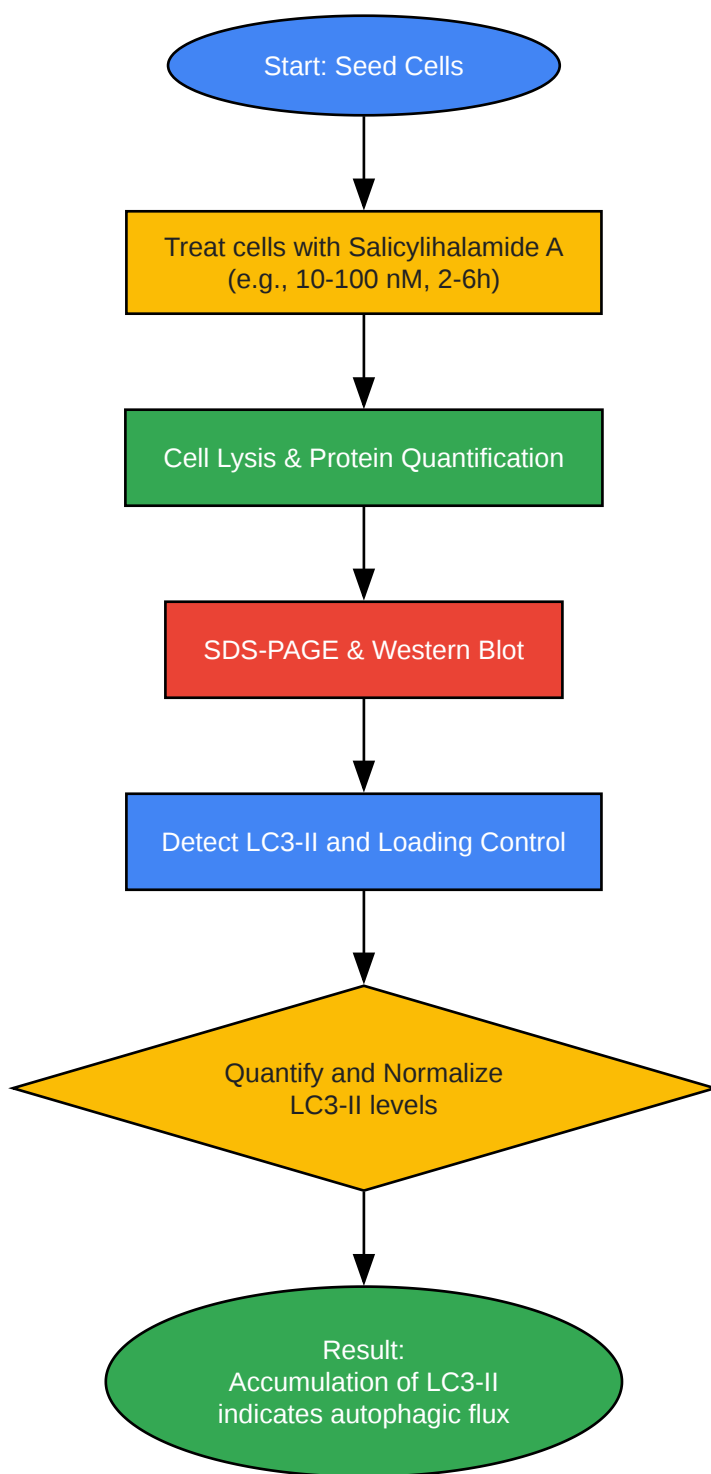 Start: Seed Cells
Treat cells with Salicylihalamide A
(e.g., 10-100 nM, 2-6h)
Cell Lysis & Protein Quantification
SDS-PAGE & Western Blot
Detect LC3-II and Loading Control
Quantify and Normalize
LC3-II levels
Result:
Accumulation of LC3-II
indicates autophagic flux